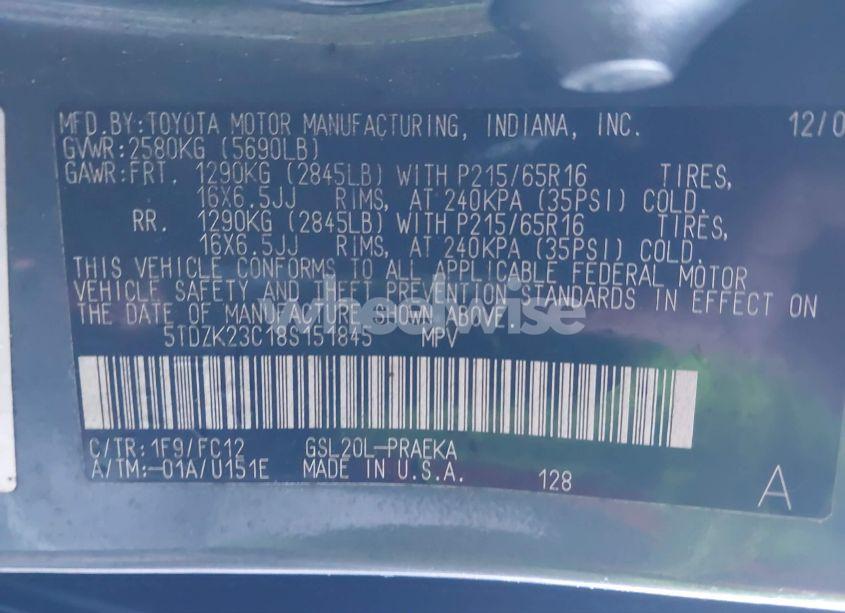 MFD.BY:TOYOTA MOTOR MANUFACTURING, INDIANA, INC. 12/0
GVWR:2580KG (5690LB)
GAWR:FRT. 1290KG (2845LB) WITH P215/65R16 TIRES,
16X6.5JJ RIMS, AT 240KPA (35PSI) COLD.
RR. 1290KG (2845LB) WITH P215/65R16 TIRES,
16X6.5JJ RIMS, AT 240KPA (35PSI) COLD.
THIS VEHICLE CONFORMS TO ALL APPLICABLE FEDERAL MOTOR
VEHICLE SAFETY AND THEFT PREVENTION STANDARDS IN EFFECT ON
THE DATE OF MANUFACTURE SHOWN ABOVE.
wheelwise
5TDZK23C18S151845 MPV
C/TR:1F9/FC12 GSL20L-PRAEKA
A/TM:-01A/U151E MADE IN U.S.A. 128 A